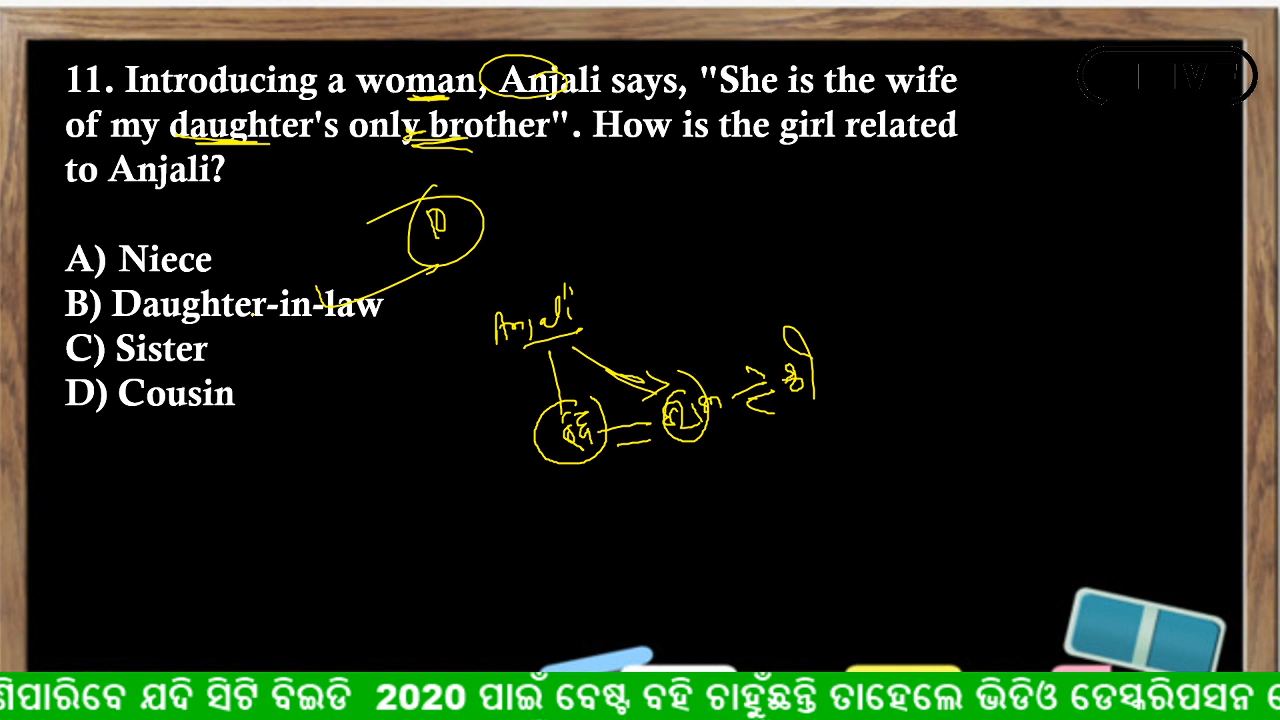 11. Introducing a woman, Anjali says, "She is the wife
of my daughter's only brother". How is the girl related
to Anjali?
A) Niece
B) Daughter-in-law
C) Sister
D) Cousin
Anjali
ଶିପାରିବେ ଯଦି ସିଟି ବିଇଡି 2020 ପାଇଁ ବେଷ୍ଟ ବହି ଚାହୁଁଛନ୍ତି ତାହେଲେ ଭିଡିଓ ଡେସ୍କରିପସନ